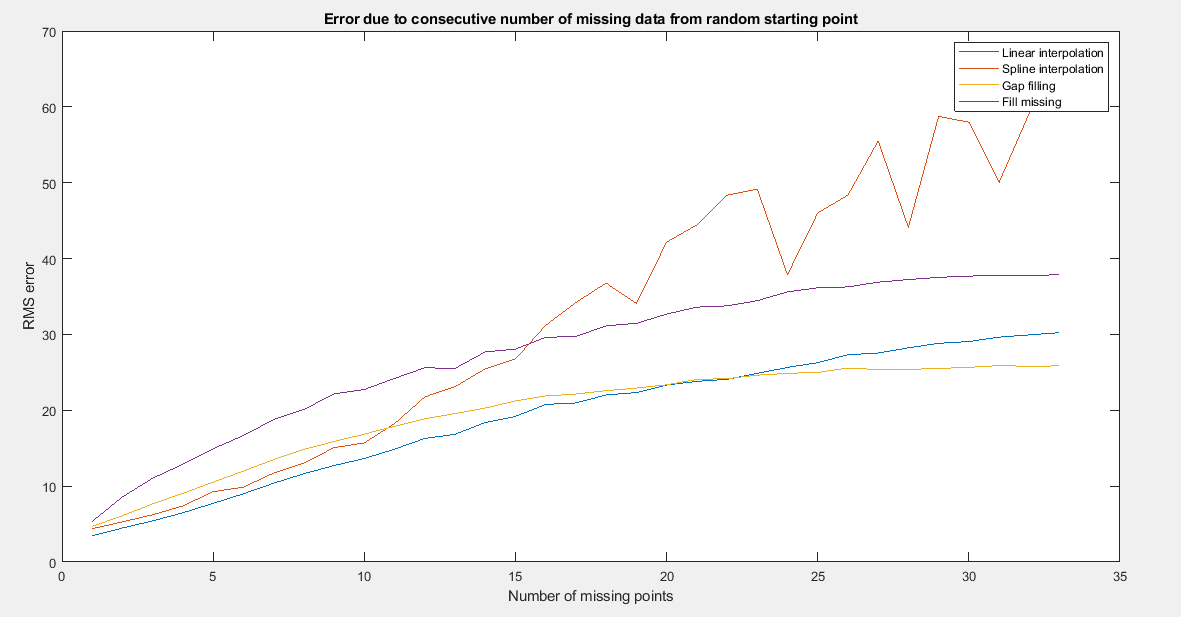 Error due to consecutive number of missing data from random starting point
70
60
50
40
30
20
10
0
RMS error
Linear interpolation
Spline interpolation
Gap filling
Fill missing
0 5 10 15 20 25 30 35
Number of missing points